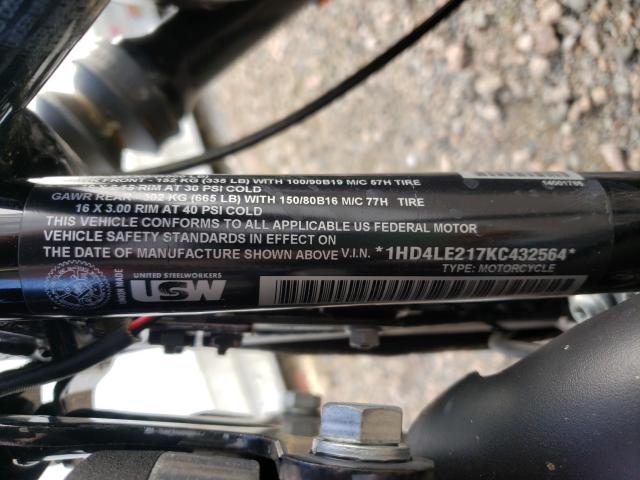 FRONT - 152 KG (335 LB) WITH 100/90B19 M/C 57H TIRE
RIM AT 30 PSI COLD
GAWR REAR - 302 KG (665 LB) WITH 150/80B16 M/C 77H TIRE
16 X 3.00 RIM AT 40 PSI COLD
THIS VEHICLE CONFORMS TO ALL APPLICABLE US FEDERAL MOTOR
VEHICLE SAFETY STANDARDS IN EFFECT ON
THE DATE OF MANUFACTURE SHOWN ABOVE V.I.N. *1HD4LE217KC432564*
TYPE: MOTORCYCLE
UNION MADE
UNITED STEELWORKERS
USW